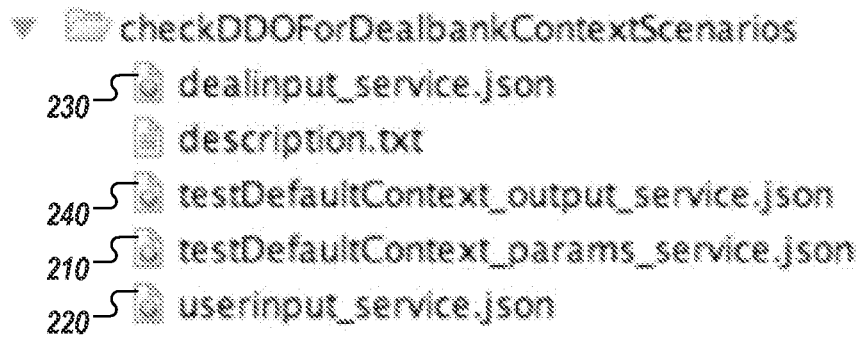 checkDDOForDealbankContextScenarios
230 dealinput_service.json
description.txt
240 testDefaultContext_output_service.json
210 testDefaultContext_params_service.json
220 userinput_service.json